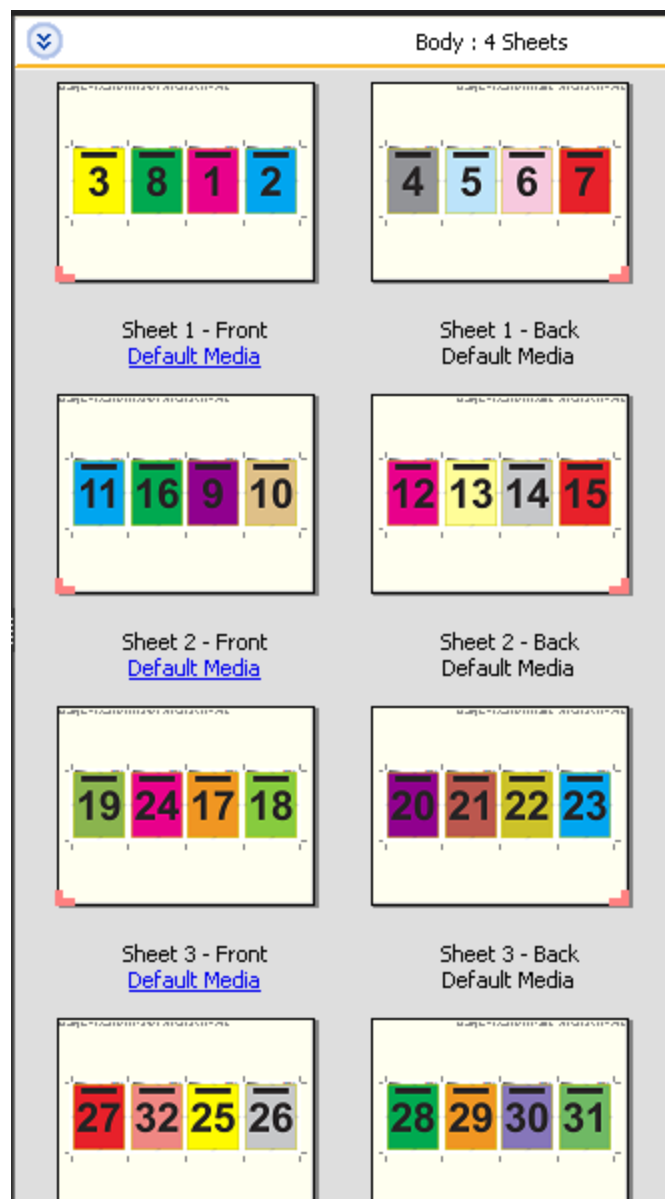 Body : 4 Sheets
3 8 1 2
4 5 6 7
Sheet 1 - Front
Default Media
Sheet 1 - Back
Default Media
11 16 9 10
12 13 14 15
Sheet 2 - Front
Default Media
Sheet 2 - Back
Default Media
19 24 17 18
20 21 22 23
Sheet 3 - Front
Default Media
Sheet 3 - Back
Default Media
27 32 25 26
28 29 30 31